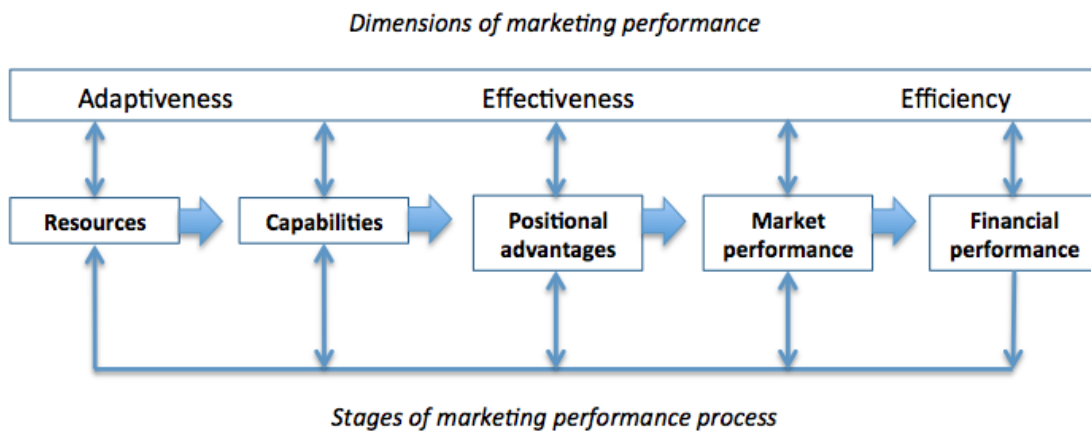 Dimensions of marketing performance
Adaptiveness Effectiveness Efficiency
Resources
Capabilities
Positional
advantages
Market
performance
Financial
performance
Stages of marketing performance process